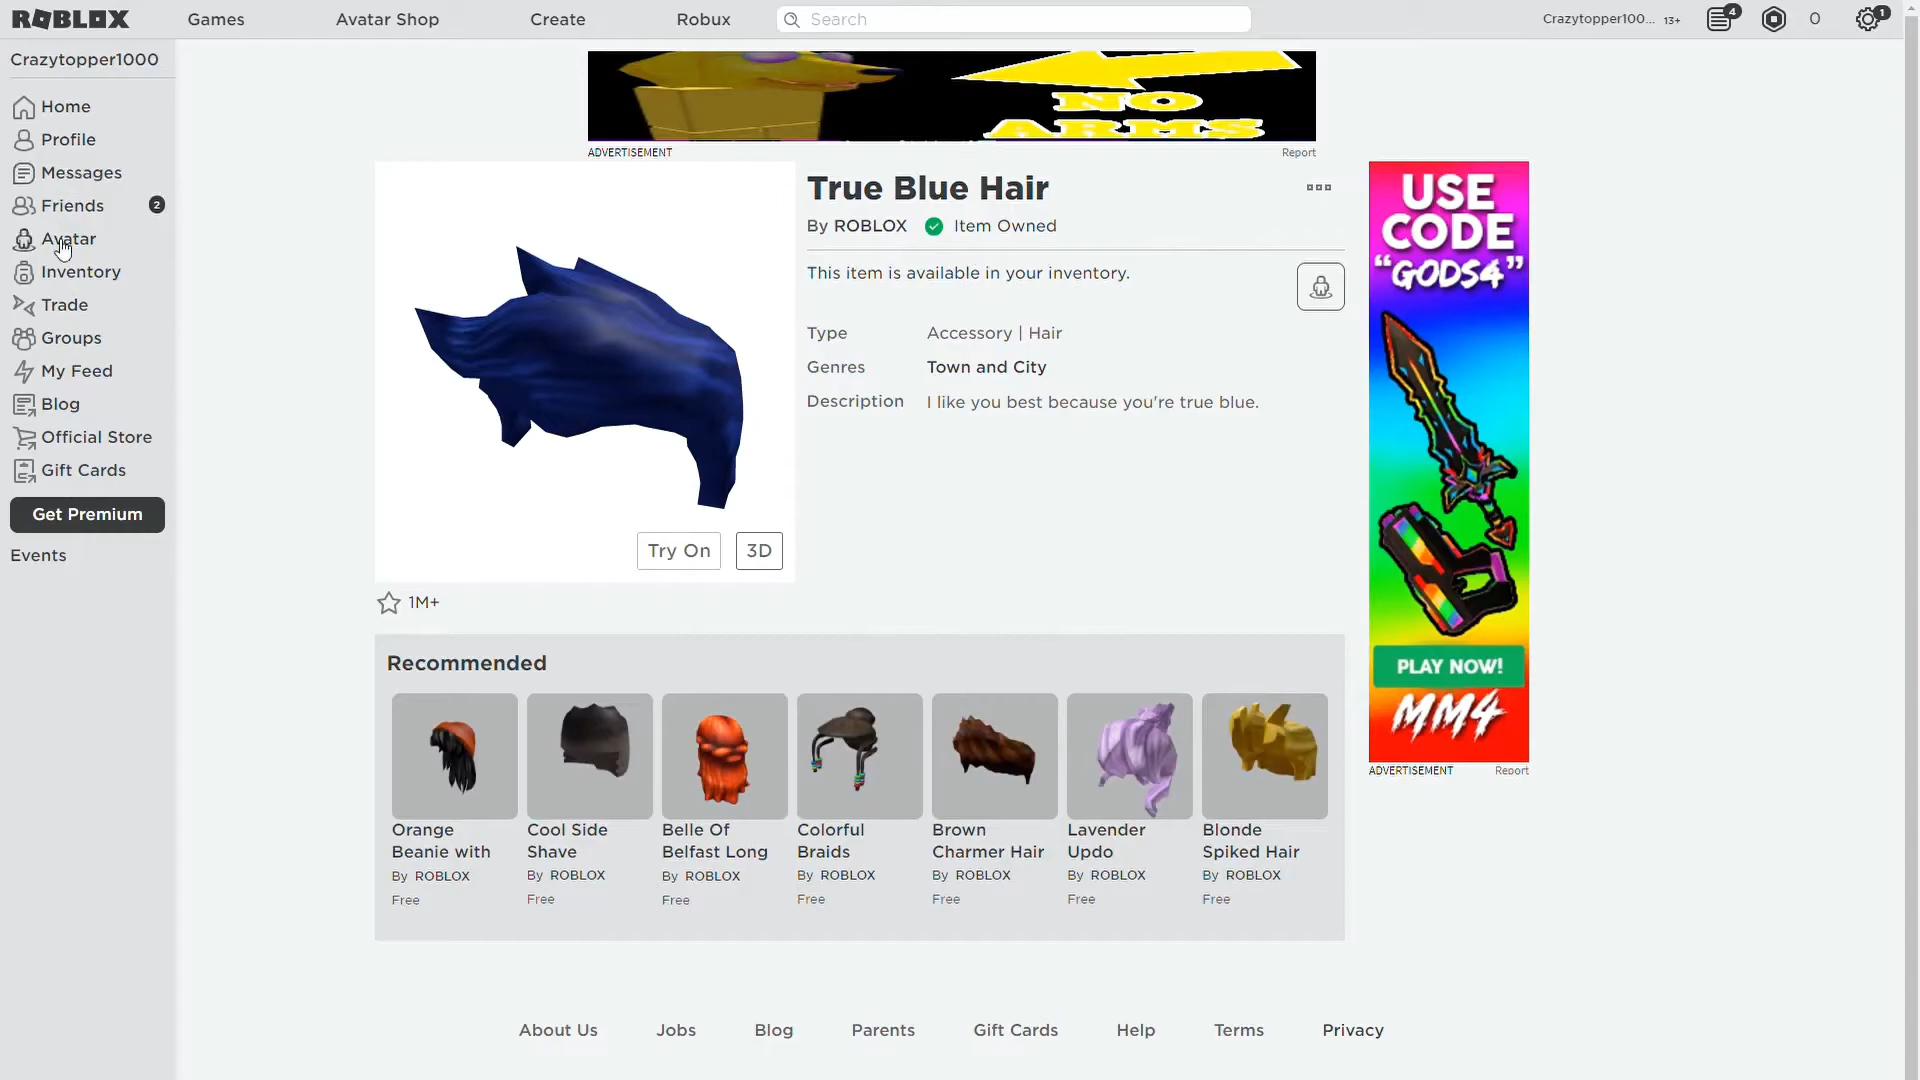 ROBLOX
Games
Avatar Shop
Create
Robux
Search
Crazytopper100... 13+
4
0
1
Crazytopper1000
Home
Profile
Messages
Friends
2
Avatar
Inventory
Trade
Groups
My Feed
Blog
Official Store
Gift Cards
Get Premium
Events
NO
ARMS
ADVERTISEMENT
Report
True Blue Hair
By ROBLOX
Item Owned
This item is available in your inventory.
Type
Accessory | Hair
Genres
Town and City
Description
I like you best because you're true blue.
Try On
3D
1M+
USE
CODE
“GODS4”
PLAY NOW!
MM4
ADVERTISEMENT
Report
Recommended
Orange
Beanie with
By ROBLOX
Free
Cool Side
Shave
By ROBLOX
Free
Belle Of
Belfast Long
By ROBLOX
Free
Colorful
Braids
By ROBLOX
Free
Brown
Charmer Hair
By ROBLOX
Free
Lavender
Updo
By ROBLOX
Free
Blonde
Spiked Hair
By ROBLOX
Free
About Us
Jobs
Blog
Parents
Gift Cards
Help
Terms
Privacy